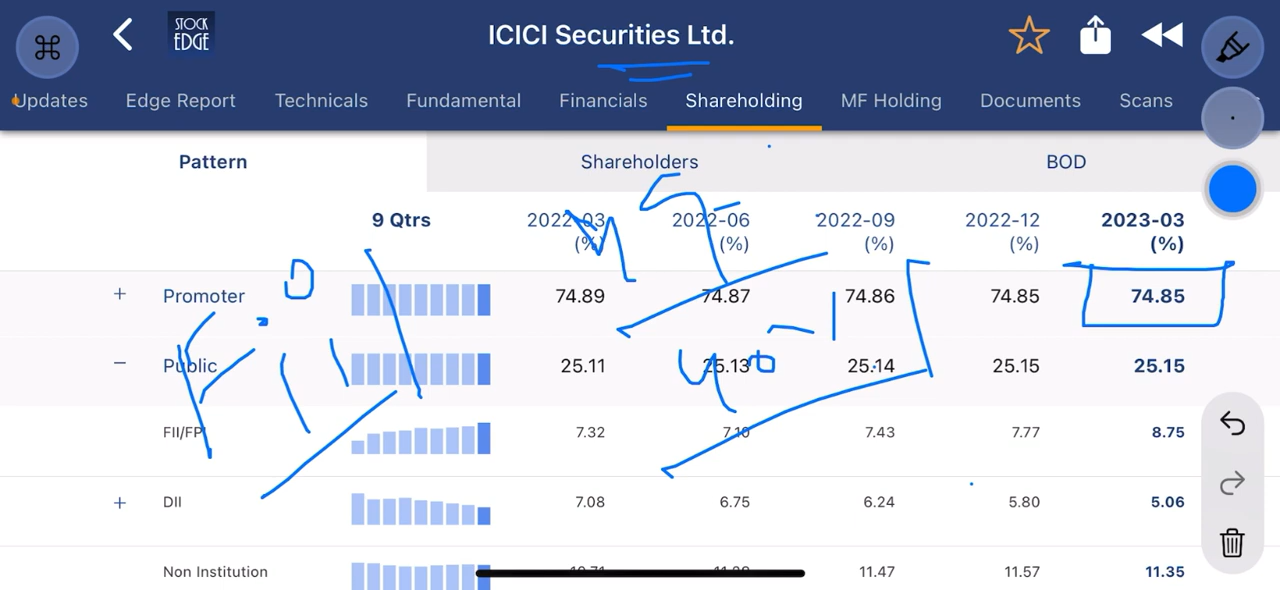 STOCK EDGE
ICICI Securities Ltd.
Updates Edge Report Technicals Fundamental Financials Shareholding MF Holding Documents Scans
Pattern Shareholders BOD
9 Qtrs 2022-03 (%) 2022-06 (%) 2022-09 (%) 2022-12 (%) 2023-03 (%)
+ Promoter 74.89 74.87 74.86 74.85 74.85
− Public 25.11 25.13 25.14 25.15 25.15
FII/FPI 7.32 7.10 7.43 7.77 8.75
+ DII 7.08 6.75 6.24 5.80 5.06
Non Institution 11.47 11.57 11.35